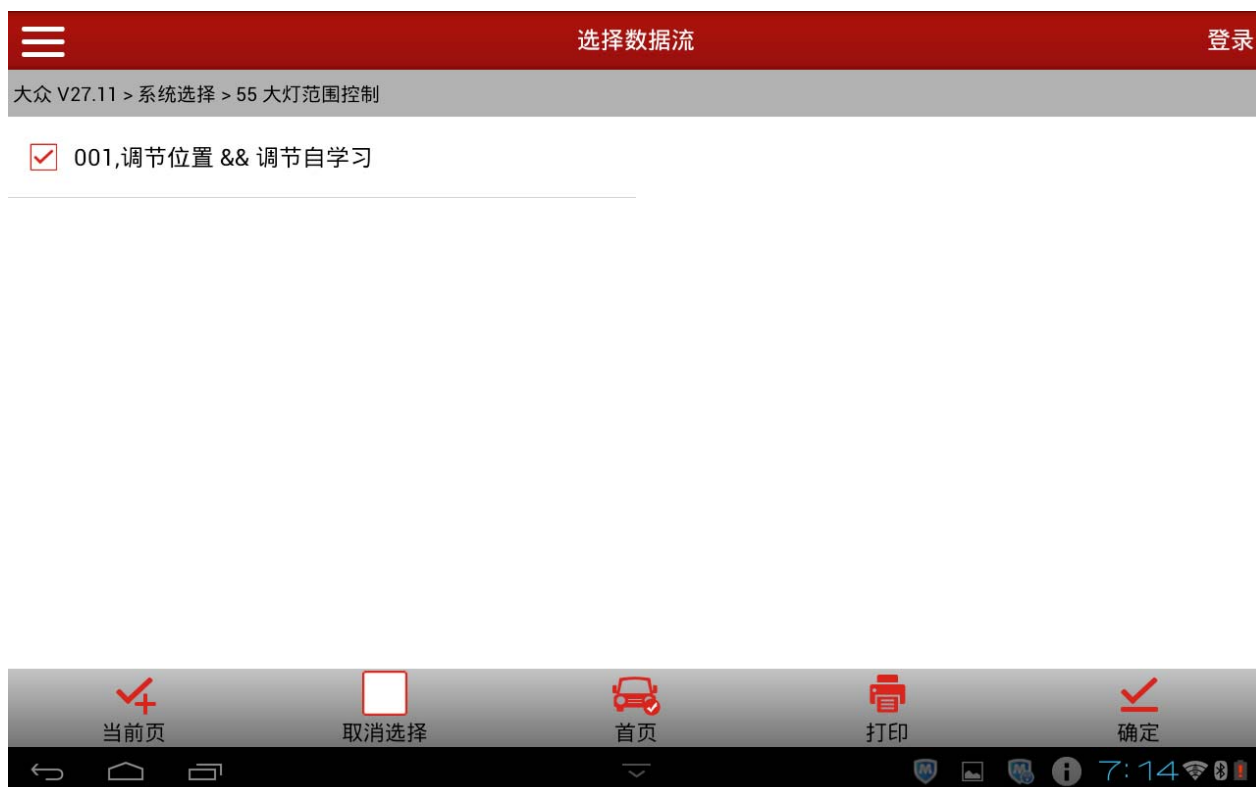 选择数据流
登录
大众 V27.11 > 系统选择 > 55 大灯范围控制
001,调节位置 && 调节自学习
当前页
取消选择
首页
打印
确定
7:14